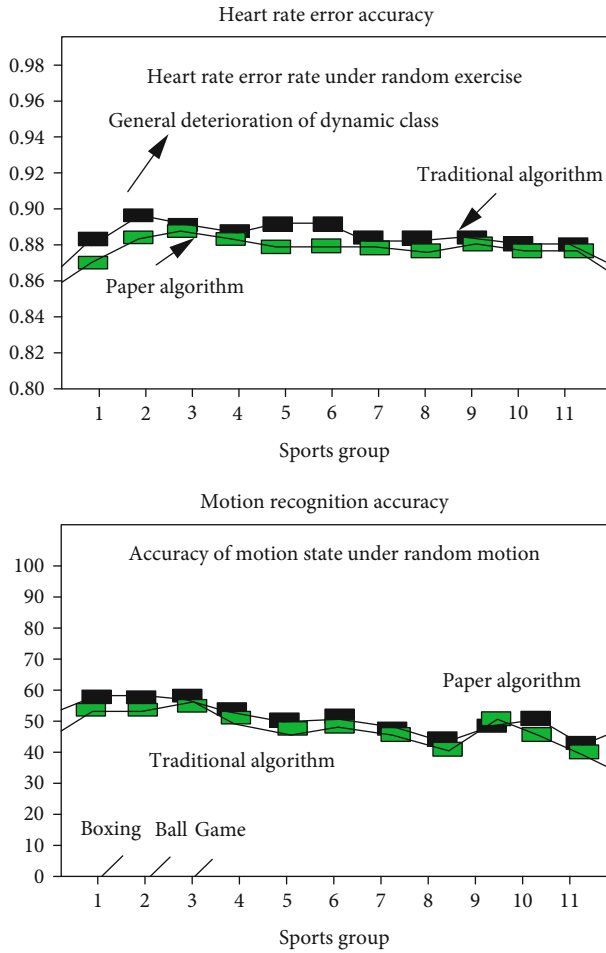 Heart rate error accuracy
Heart rate error rate under random exercise
General deterioration of dynamic class
Traditional algorithm
Paper algorithm
0.98
0.96
0.94
0.92
0.90
0.88
0.86
0.84
0.82
0.80
1 2 3 4 5 6 7 8 9 10 11
Sports group
Motion recognition accuracy
Accuracy of motion state under random motion
Paper algorithm
Traditional algorithm
Boxing Ball Game
100
90
80
70
60
50
40
30
20
10
0
1 2 3 4 5 6 7 8 9 10 11
Sports group